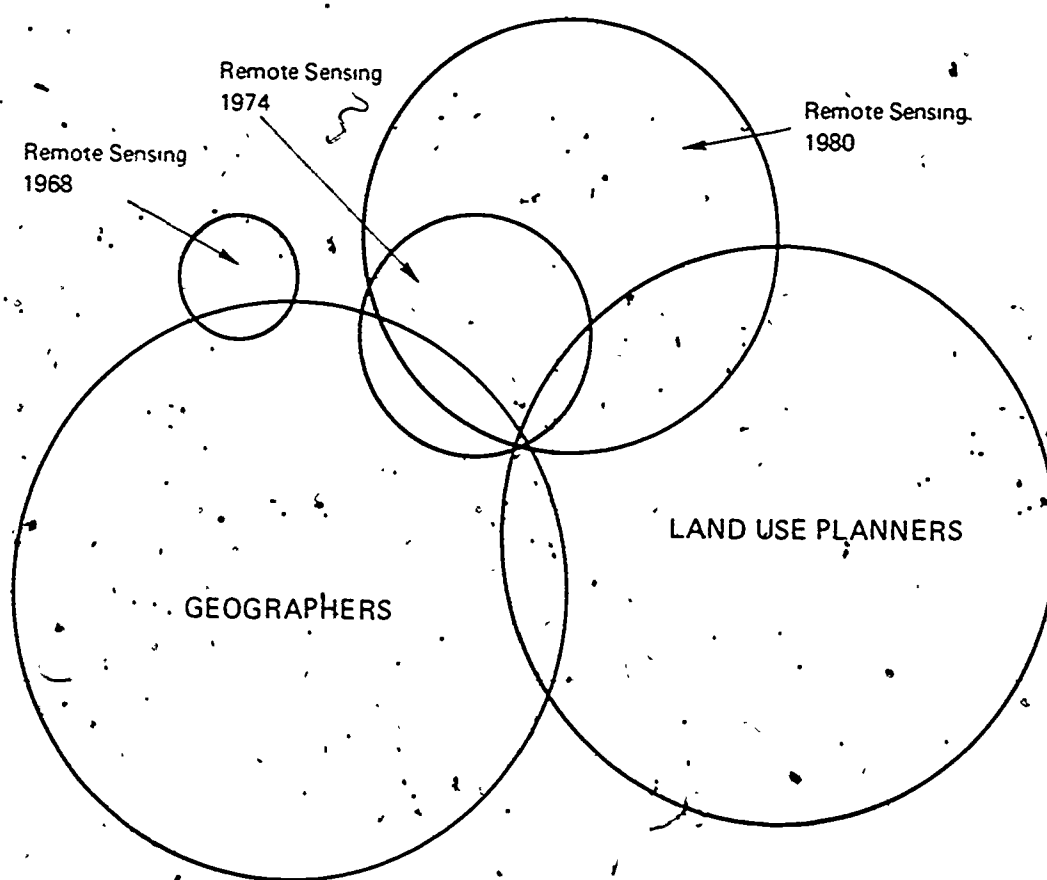 Remote Sensing
1974
Remote Sensing
1980
Remote Sensing
1968
LAND USE PLANNERS
GEOGRAPHERS